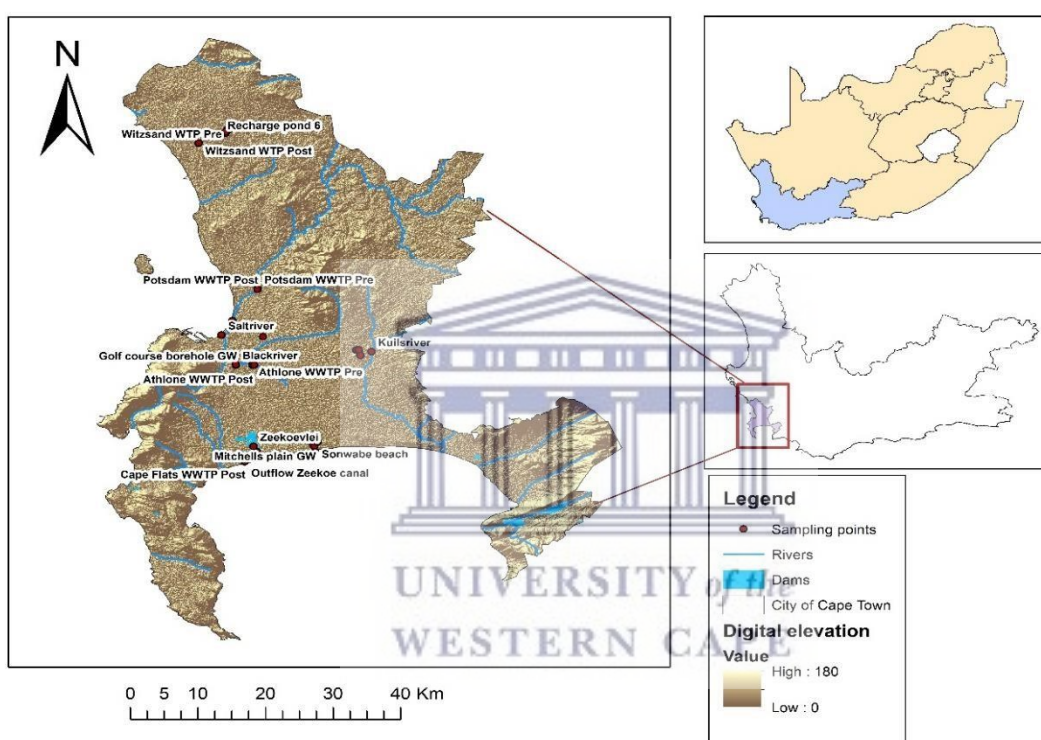 N
Recharge pond 6
Witzsand WTP Pre
Witzsand WTP Post
Potsdam WWTP Post
Potsdam WWTP Pre
Saltriver
Kuilsriver
Golf course borehole GW
Blackriver
Athlone WWTP Post
Athlone WWTP Pre
Zeekoevlei
Mitchells plain GW
Sonwabe beach
Cape Flats WWTP Post
Outflow Zeekoe canal
0 5 10 20 30 40 Km
UNIVERSITY of the
WESTERN CAPE
Legend
Sampling points
Rivers
Dams
City of Cape Town
Digital elevation
Value
High : 180
Low : 0